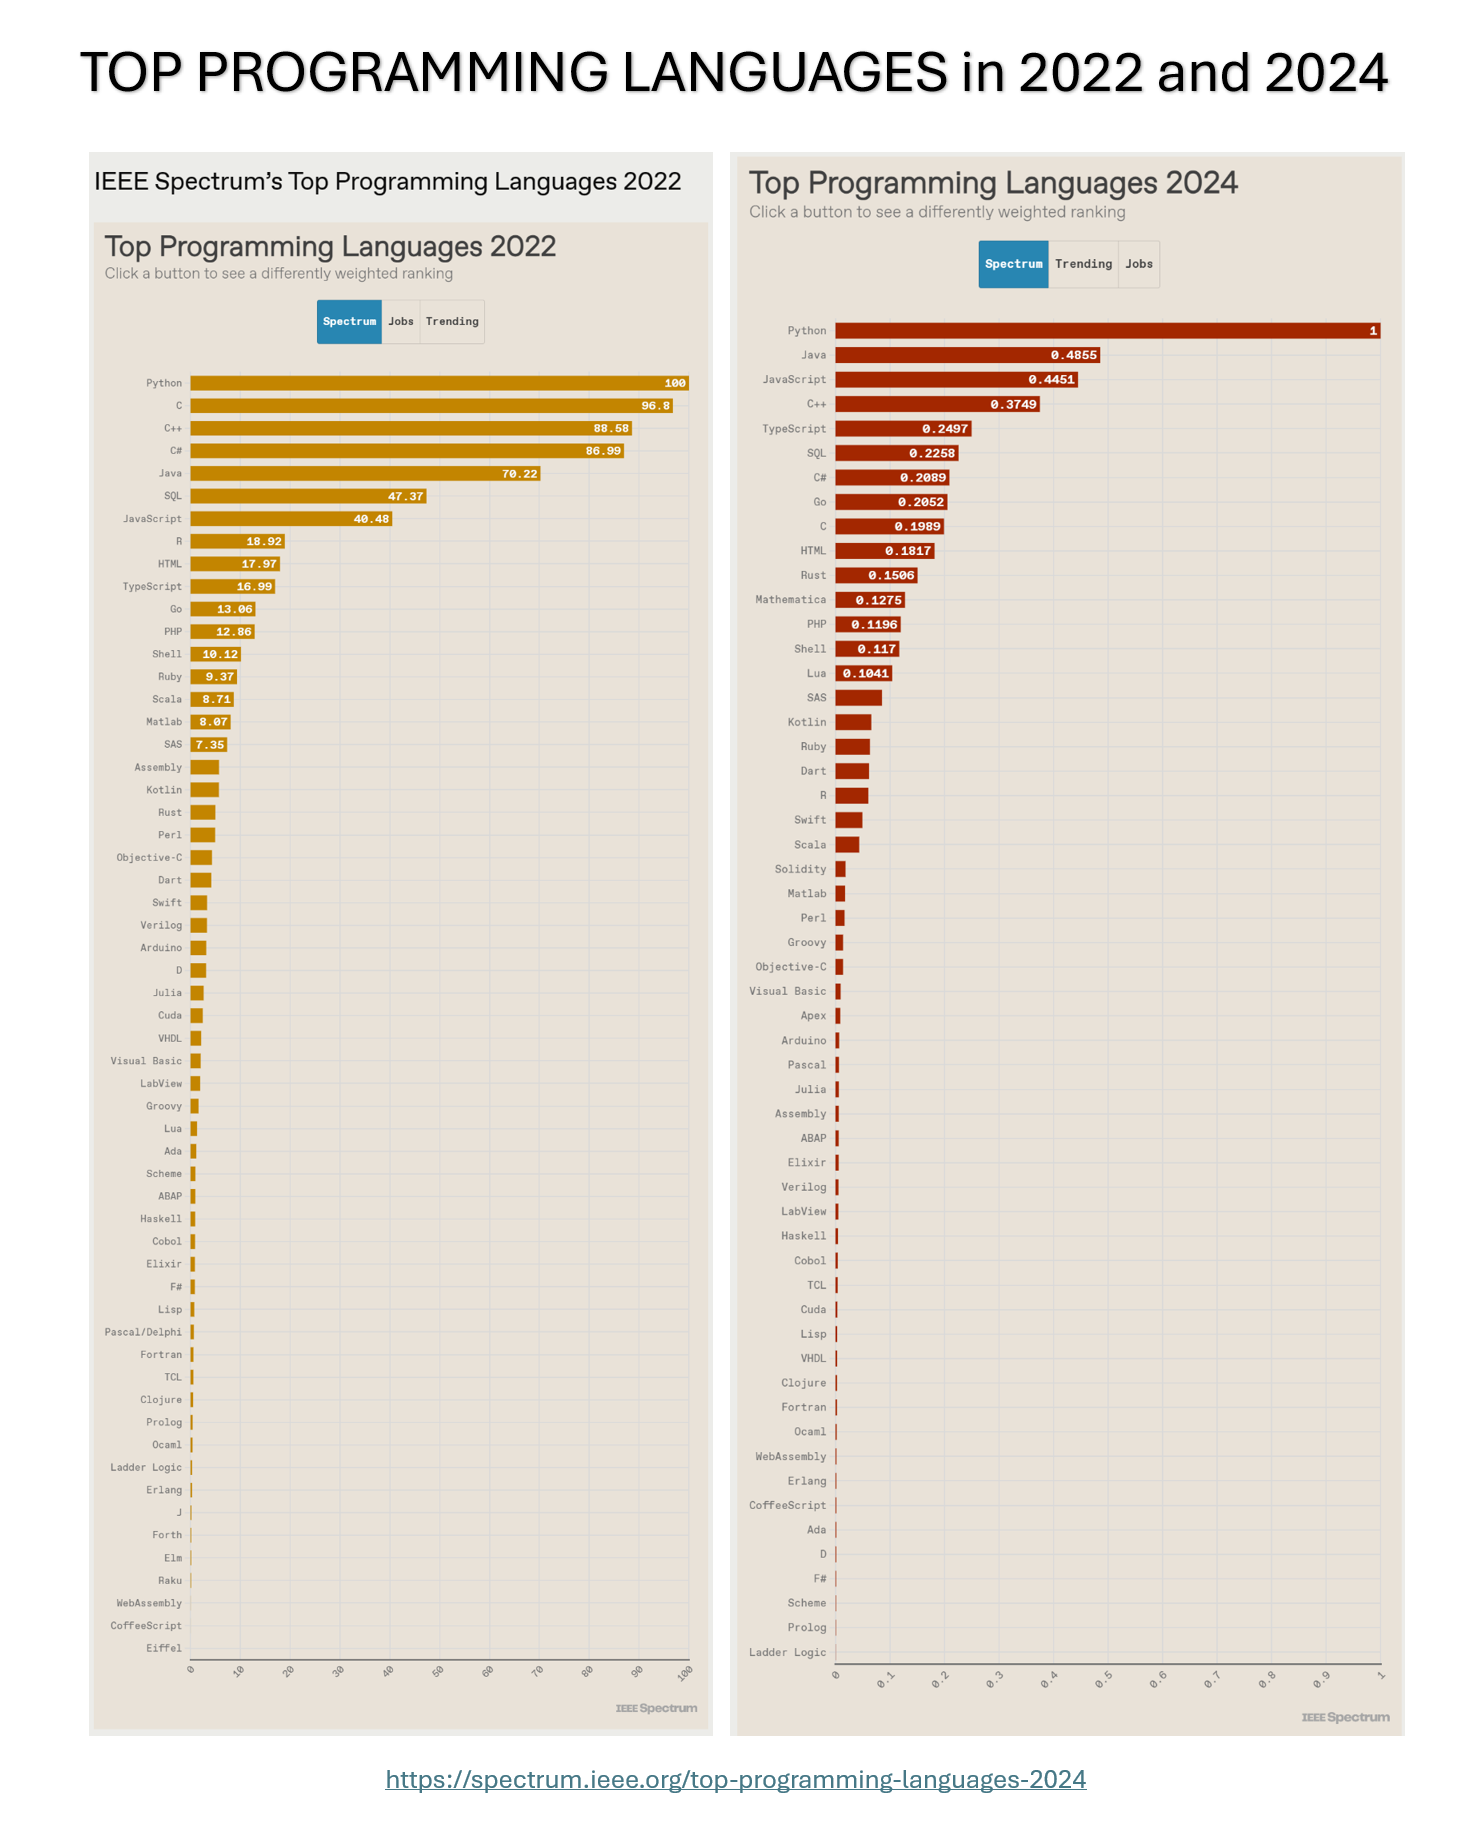 TOP PROGRAMMING LANGUAGES in 2022 and 2024
IEEE Spectrum’s Top Programming Languages 2022
Top Programming Languages 2022
Click a button to see a differently weighted ranking
Spectrum Jobs Trending
Python 100
C 96.8
C++ 88.58
C# 86.99
Java 70.22
SQL 47.37
JavaScript 40.48
R 18.92
HTML 17.97
TypeScript 16.99
Go 13.06
PHP 12.86
Shell 10.12
Ruby 9.37
Scala 8.71
Matlab 8.07
SAS 7.35
Assembly
Kotlin
Rust
Perl
Objective-C
Dart
Swift
Verilog
Arduino
D
Julia
Cuda
VHDL
Visual Basic
LabView
Groovy
Lua
Ada
Scheme
ABAP
Haskell
Cobol
Elixir
F#
Lisp
Pascal/Delphi
Fortran
TCL
Clojure
Prolog
Ocaml
Ladder Logic
Erlang
J
Forth
Elm
Raku
WebAssembly
CoffeeScript
Eiffel
0 10 20 30 40 50 60 70 80 90 100
IEEE Spectrum
Top Programming Languages 2024
Click a button to see a differently weighted ranking
Spectrum Trending Jobs
Python 1
Java 0.4855
JavaScript 0.4451
C++ 0.3749
TypeScript 0.2497
SQL 0.2258
C# 0.2089
Go 0.2052
C 0.1989
HTML 0.1817
Rust 0.1506
Mathematica 0.1275
PHP 0.1196
Shell 0.117
Lua 0.1041
SAS
Kotlin
Ruby
Dart
R
Swift
Scala
Solidity
Matlab
Perl
Groovy
Objective-C
Visual Basic
Apex
Arduino
Pascal
Julia
Assembly
ABAP
Elixir
Verilog
LabView
Haskell
Cobol
TCL
Cuda
Lisp
VHDL
Clojure
Fortran
Ocaml
WebAssembly
Erlang
CoffeeScript
Ada
D
F#
Scheme
Prolog
Ladder Logic
0 0.1 0.2 0.3 0.4 0.5 0.6 0.7 0.8 0.9 1
IEEE Spectrum
https://spectrum.ieee.org/top-programming-languages-2024